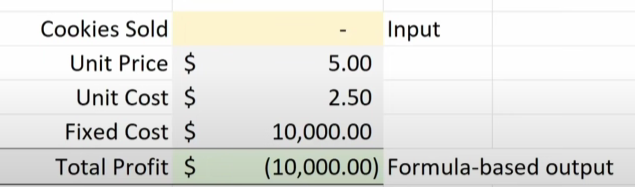 Cookies Sold - Input
Unit Price $ 5.00
Unit Cost $ 2.50
Fixed Cost $ 10,000.00
Total Profit $ (10,000.00) Formula-based output